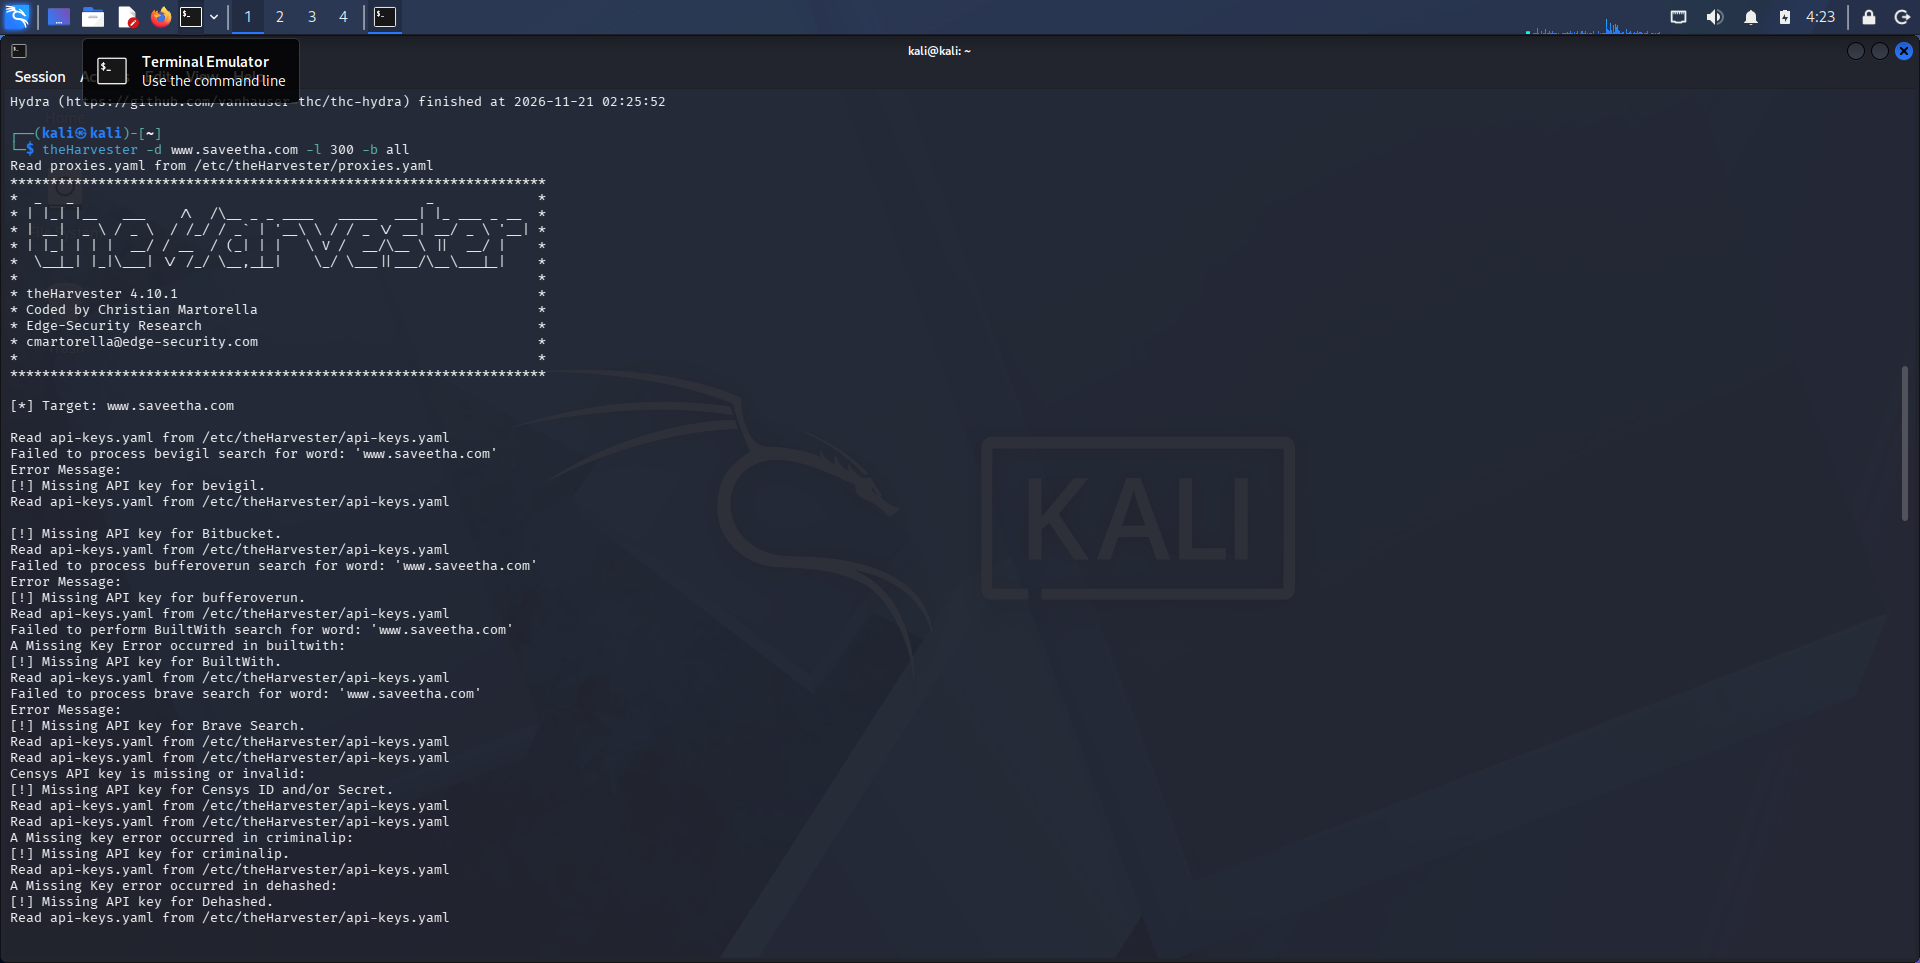 1 2 3 4
4:23
kali@kali: ~
Session
Terminal Emulator
Use the command line
Hydra (https://github.com/vanhauser-thc/thc-hydra) finished at 2026-11-21 02:25:52
(kali㉿kali)-[~]
$ theHarvester -d www.saveetha.com -l 300 -b all
Read proxies.yaml from /etc/theHarvester/proxies.yaml
*******************************************************************
theHarvester
* theHarvester 4.10.1 *
* Coded by Christian Martorella *
* Edge-Security Research *
* cmartorella@edge-security.com *
* *
*******************************************************************
[*] Target: www.saveetha.com
Read api-keys.yaml from /etc/theHarvester/api-keys.yaml
Failed to process bevigil search for word: 'www.saveetha.com'
Error Message:
[!] Missing API key for bevigil.
Read api-keys.yaml from /etc/theHarvester/api-keys.yaml
[!] Missing API key for Bitbucket.
Read api-keys.yaml from /etc/theHarvester/api-keys.yaml
Failed to process bufferoverun search for word: 'www.saveetha.com'
Error Message:
[!] Missing API key for bufferoverun.
Read api-keys.yaml from /etc/theHarvester/api-keys.yaml
Failed to perform BuiltWith search for word: 'www.saveetha.com'
A Missing Key Error occurred in builtwith:
[!] Missing API key for BuiltWith.
Read api-keys.yaml from /etc/theHarvester/api-keys.yaml
Failed to process brave search for word: 'www.saveetha.com'
Error Message:
[!] Missing API key for Brave Search.
Read api-keys.yaml from /etc/theHarvester/api-keys.yaml
Read api-keys.yaml from /etc/theHarvester/api-keys.yaml
Censys API key is missing or invalid:
[!] Missing API key for Censys ID and/or Secret.
Read api-keys.yaml from /etc/theHarvester/api-keys.yaml
Read api-keys.yaml from /etc/theHarvester/api-keys.yaml
A Missing key error occurred in criminalip:
[!] Missing API key for criminalip.
Read api-keys.yaml from /etc/theHarvester/api-keys.yaml
A Missing Key error occurred in dehashed:
[!] Missing API key for Dehashed.
Read api-keys.yaml from /etc/theHarvester/api-keys.yaml
KALI